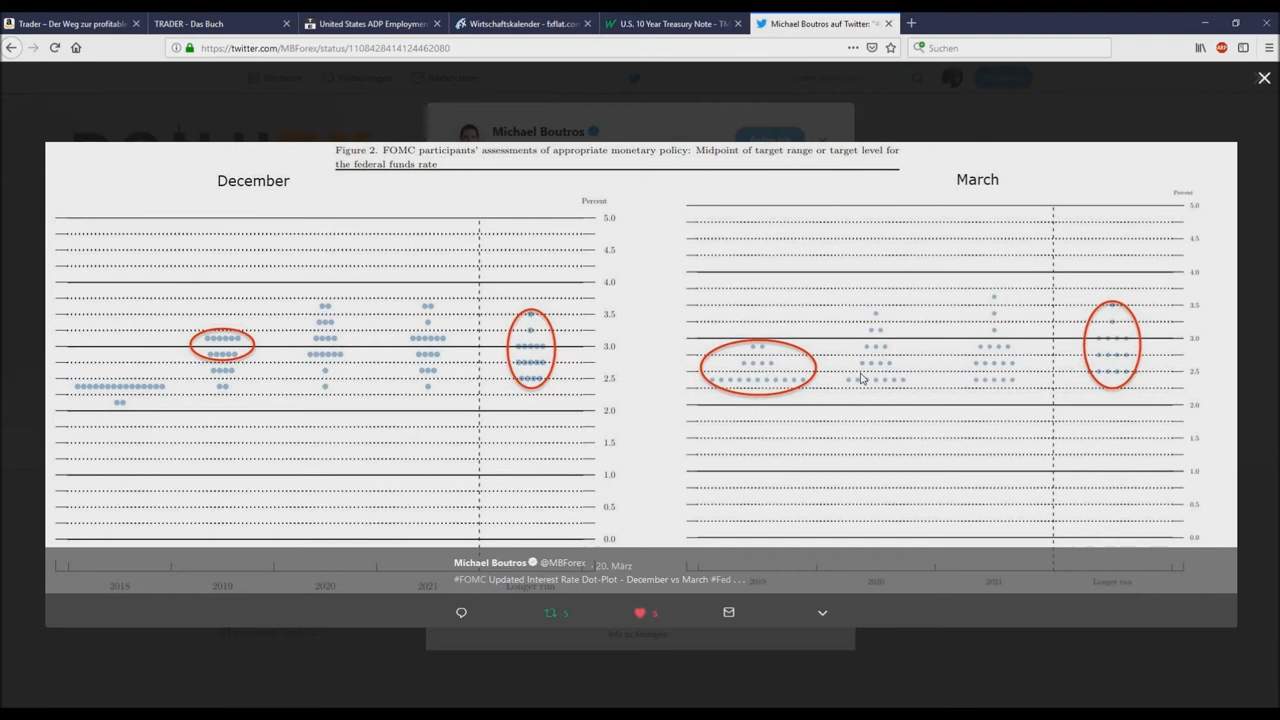 Trader – Der Weg zur profitable
TRADER - Das Buch
United States ADP Employmen
Wirtschaftskalender - fxflat.com
U.S. 10 Year Treasury Note - TM
Michael Boutros auf Twitter: "#
https://twitter.com/MBForex/status/1108428414124462080
Suchen
Michael Boutros
Figure 2. FOMC participants' assessments of appropriate monetary policy: Midpoint of target range or target level for
the federal funds rate
December
March
Percent
5.0
4.5
4.0
3.5
3.0
2.5
2.0
1.5
1.0
0.5
0.0
2018
2019
2020
2021
Longer run
Percent
5.0
4.5
4.0
3.5
3.0
2.5
2.0
1.5
1.0
0.5
0.0
2019
2020
2021
Longer run
Michael Boutros @MBForex · 20. März
#FOMC Updated Interest Rate Dot-Plot - December vs March #Fed ...
5
5